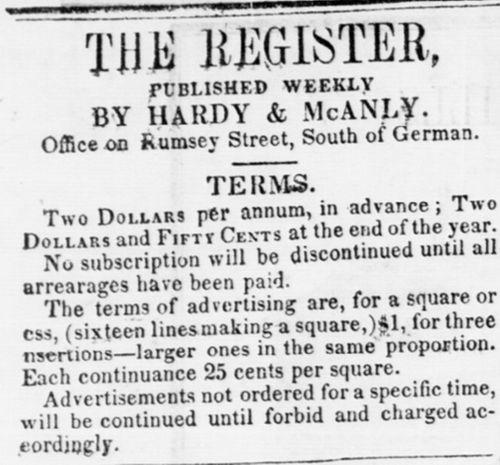 THE REGISTER,
PUBLISHED WEEKLY
BY HARDY & McANLY.
Office on Rumsey Street, South of German.
TERMS.
Two Dollars per annum, in advance; Two
Dollars and Fifty Cents at the end of the year.
No subscription will be discontinued until all
arrearages have been paid.
The terms of advertising are, for a square or
ess, (sixteen lines making a square,) $1, for three
nsertions—larger ones in the same proportion.
Each continuance 25 cents per square.
Advertisements not ordered for a specific time,
will be continued until forbid and charged ac-
cordingly.